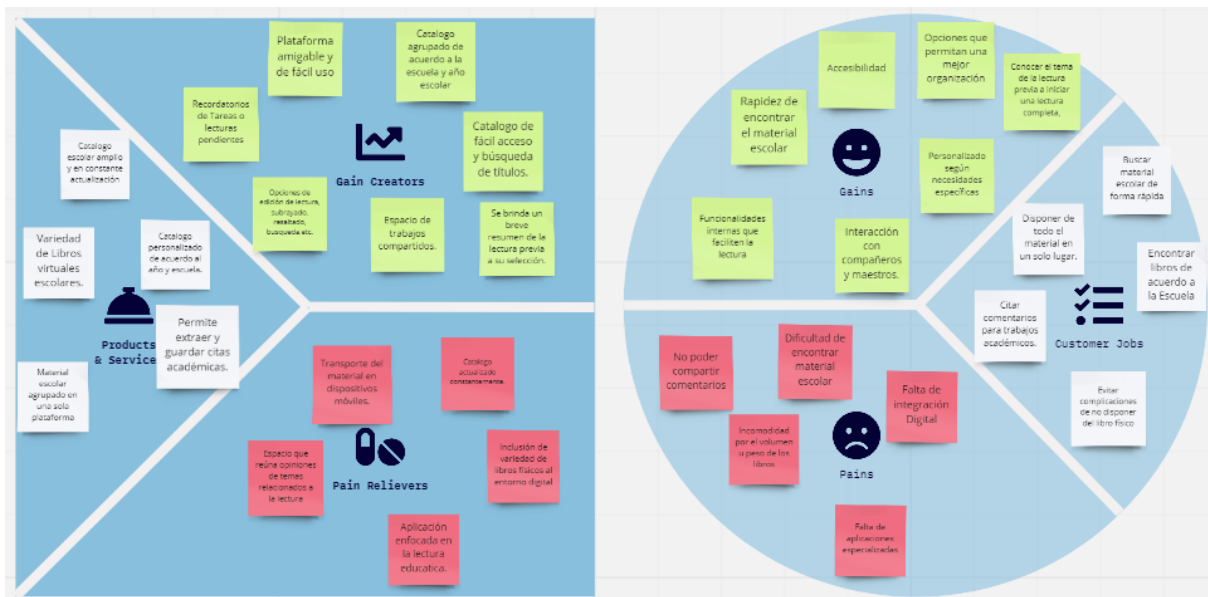 Plataforma
amigable y
de fácil uso
Catalogo
agrupado de
acuerdo a la
escuela y año
escolar
Recordatorios
de Tareas o
lecturas
pendientes
Catalogo de
fácil acceso
y búsqueda
de títulos.
Gain Creators
Opciones de
edición de lectura,
subrayado,
resaltado,
busqueda etc.
Espacio de
trabajos
compartidos.
Se brinda un
breve
resumen de la
lectura previa
a su selección.
Catalogo
escolar amplio
y en constante
actualización
Variedad
de Libros
virtuales
escolares.
Catalogo
personalizado de
acuerdo al
año y escuela.
Products
& Service
Permite
extraer y
guardar citas
académicas.
Material
escolar
agrupado en
una sola
plataforma
Transporte del
material en
dispositivos
móviles.
Catalogo
actualizado
constantemente.
Espacio que
reúna opiniones
de temas
relacionados a
la lectura
Pain Relievers
Inclusión de
variedad de
libros físicos al
entorno digital
Aplicación
enfocada en
la lectura
educatica.
Accesibilidad
Opciones que
permitan una
mejor
organización
Conocer el tema
de la lectura
previa a iniciar
una lectura
completa,
Rapidez de
encontrar
el material
escolar
Gains
Personalizado
según
necesidades
específicas
Funcionalidades
internas que
faciliten la
lectura
Interacción
con
compañeros
y maestros.
Buscar
material
escolar de
forma rápida
Disponer de
todo el
material en
un solo lugar.
Encontrar
libros de
acuerdo a
la Escuela
Citar
comentarios
para trabajos
académicos.
Customer Jobs
Evitar
complicaciones
de no disponer
del libro físico
No poder
compartir
comentarios
Dificultad de
encontrar
material
escolar
Falta de
integración
Digital
Incomodidad
por el volumen
u peso de los
libros
Pains
Falta de
aplicaciones
especializadas